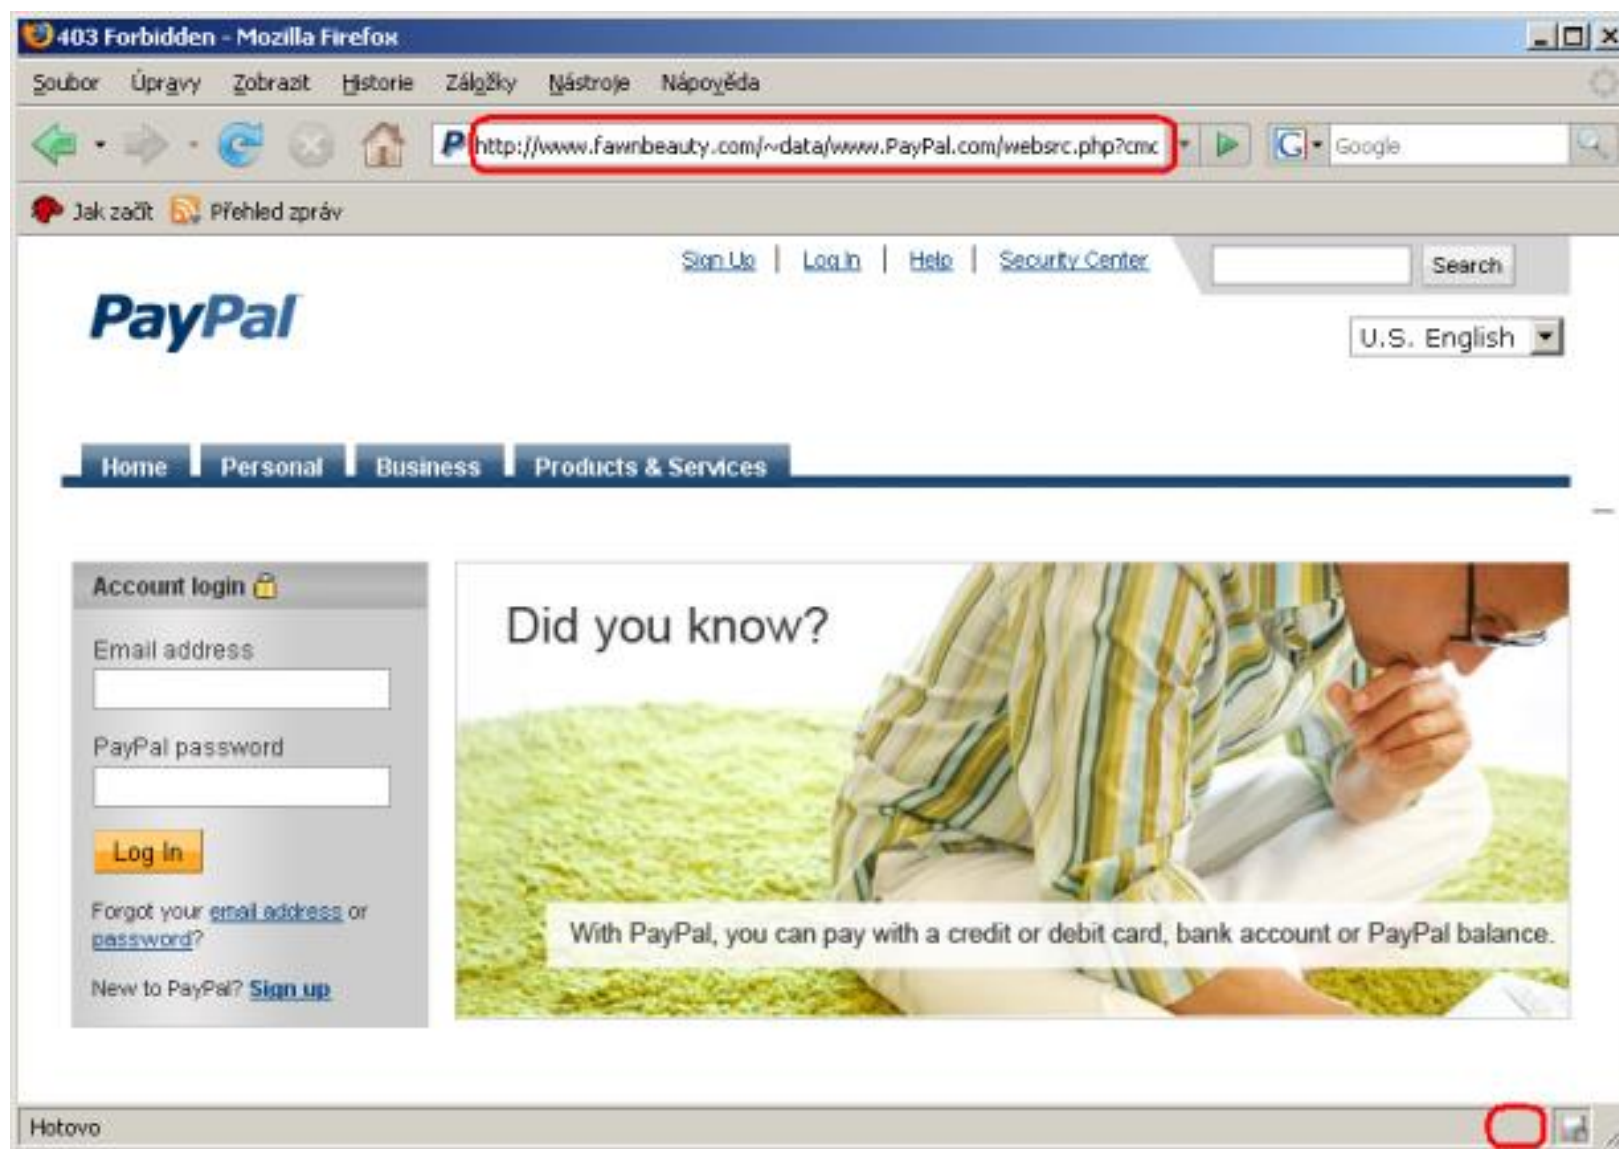 403 Forbidden - Mozilla Firefox
Soubor Úpravy Zobrazit Historie Záložky Nástroje Nápověda
P http://www.fawnbeauty.com/~data/www.PayPal.com/websrc.php?cmd G Google
Jak začít Přehled zpráv
Sign Up | Log In | Help | Security Center Search
PayPal
U.S. English
Home Personal Business Products & Services
Account login
Did you know?
Email address
PayPal password
Log In
Forgot your email address or
password?
With PayPal, you can pay with a credit or debit card, bank account or PayPal balance.
New to PayPal? Sign up
Hotovo